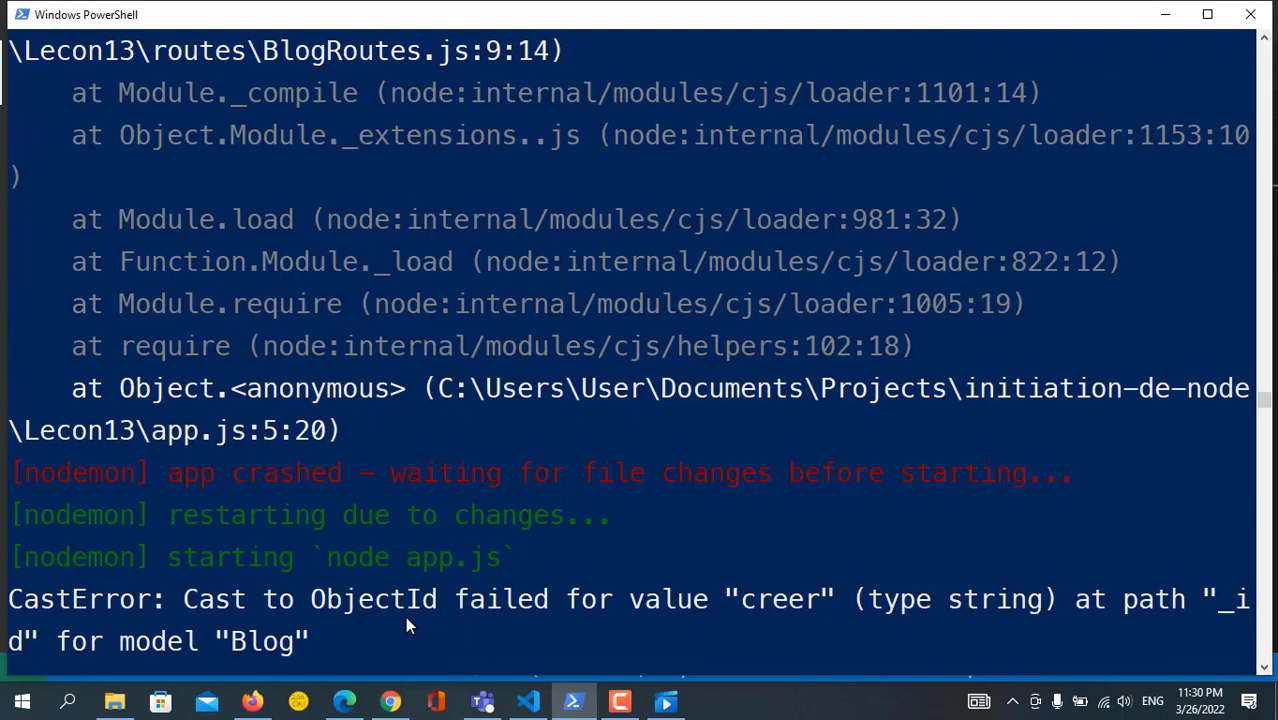 Windows PowerShell
\Lecon13\routes\BlogRoutes.js:9:14)
at Module._compile (node:internal/modules/cjs/loader:1101:14)
at Object.Module._extensions..js (node:internal/modules/cjs/loader:1153:10
)
at Module.load (node:internal/modules/cjs/loader:981:32)
at Function.Module._load (node:internal/modules/cjs/loader:822:12)
at Module.require (node:internal/modules/cjs/loader:1005:19)
at require (node:internal/modules/cjs/helpers:102:18)
at Object.<anonymous> (C:\Users\User\Documents\Projects\initiation-de-node
\Lecon13\app.js:5:20)
[nodemon] app crashed - waiting for file changes before starting...
[nodemon] restarting due to changes...
[nodemon] starting `node app.js`
CastError: Cast to ObjectId failed for value "creer" (type string) at path "_i
d" for model "Blog"
ENG
11:30 PM
3/26/2022